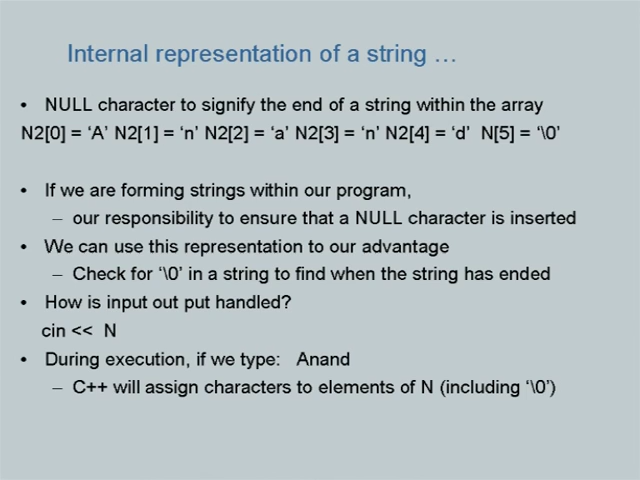 Internal representation of a string …
• NULL character to signify the end of a string within the array
N2[0] = ‘A’ N2[1] = ‘n’ N2[2] = ‘a’ N2[3] = ‘n’ N2[4] = ‘d’ N[5] = ‘\0’
• If we are forming strings within our program,
– our responsibility to ensure that a NULL character is inserted
• We can use this representation to our advantage
– Check for ‘\0’ in a string to find when the string has ended
• How is input out put handled?
cin << N
• During execution, if we type: Anand
– C++ will assign characters to elements of N (including ‘\0’)